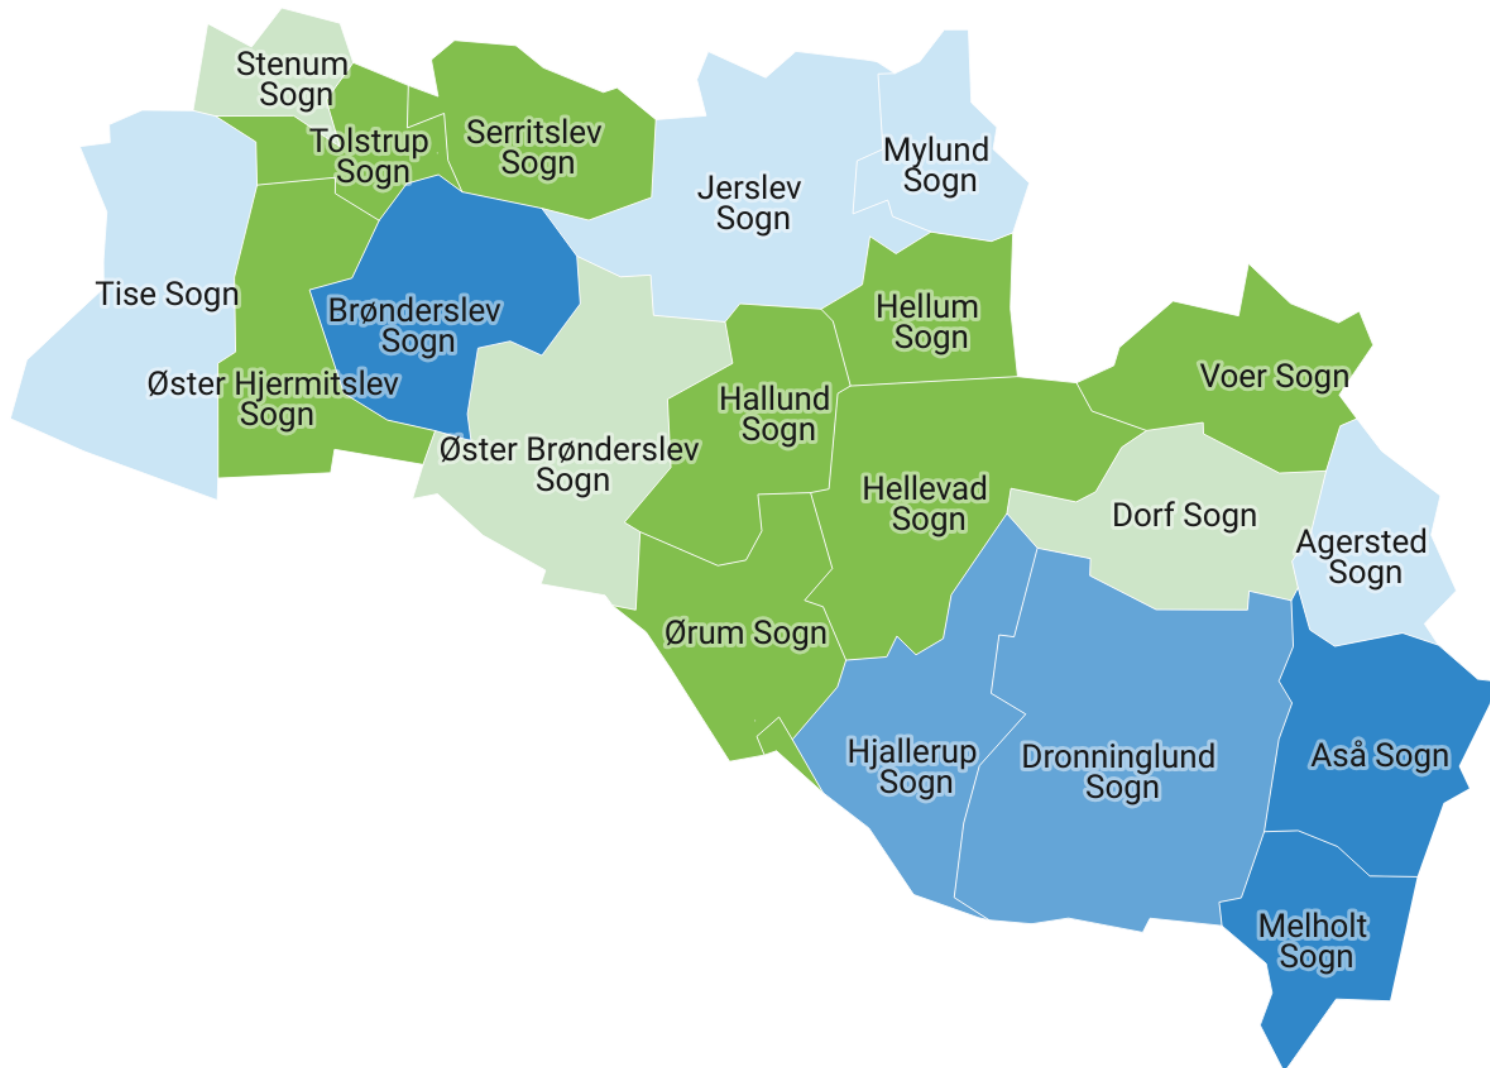 Stenum
Sogn
Tolstrup
Sogn
Serritslev
Sogn
Mylund
Sogn
Jerslev
Sogn
Tise Sogn
Brønderslev
Sogn
Hellum
Sogn
Øster Hjermitslev
Sogn
Voer Sogn
Hallund
Sogn
Øster Brønderslev
Sogn
Hellevad
Sogn
Dorf Sogn
Agersted
Sogn
Ørum Sogn
Hjallerup
Sogn
Dronninglund
Sogn
Aså Sogn
Melholt
Sogn